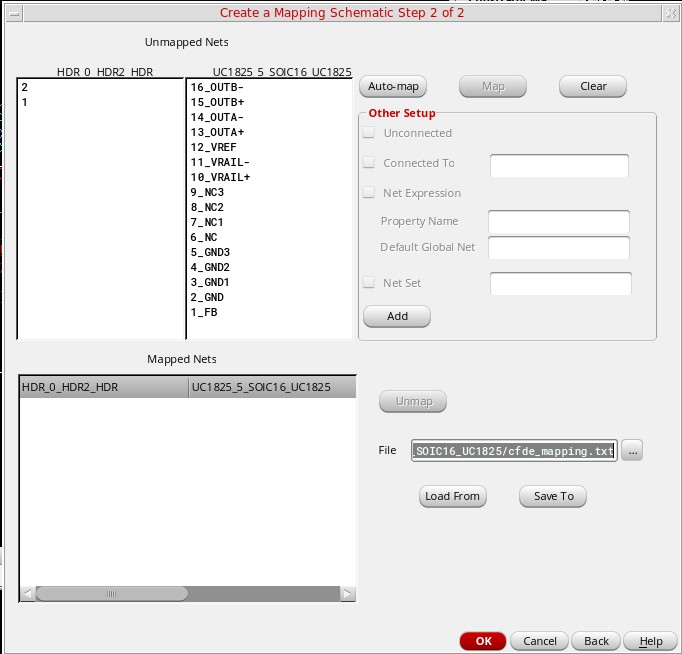 Create a Mapping Schematic Step 2 of 2
Unmapped Nets
HDR_0_HDR2_HDR
UC1825_5_SOIC16_UC1825
2
1
16_OUTB-
15_OUTB+
14_OUTA-
13_OUTA+
12_VREF
11_VRAIL-
10_VRAIL+
9_NC3
8_NC2
7_NC1
6_NC
5_GND3
4_GND2
3_GND1
2_GND
1_FB
Auto-map
Map
Clear
Other Setup
Unconnected
Connected To
Net Expression
Property Name
Default Global Net
Net Set
Add
Mapped Nets
HDR_0_HDR2_HDR
UC1825_5_SOIC16_UC1825
Unmap
File
_SOIC16_UC1825/cfde_mapping.txt
...
Load From
Save To
OK
Cancel
Back
Help